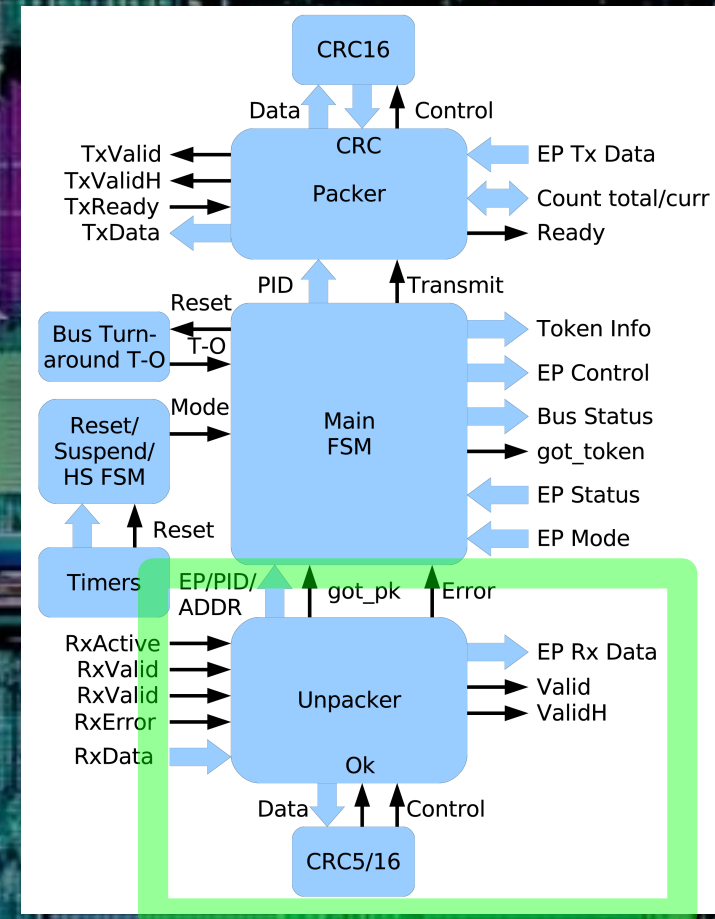 CRC16
Data
Control
CRC
Packer
TxValid
TxValidH
TxReady
TxData
EP Tx Data
Count total/curr
Ready
PID
Transmit
Reset
Bus Turn-
around T-O
T-O
Mode
Reset/
Suspend/
HS FSM
Main
FSM
Token Info
EP Control
Bus Status
got_token
EP Status
EP Mode
Reset
Timers
EP/PID/
ADDR
got_pk
Error
RxActive
RxValid
RxValid
RxError
RxData
Unpacker
Ok
EP Rx Data
Valid
ValidH
Data
Control
CRC5/16